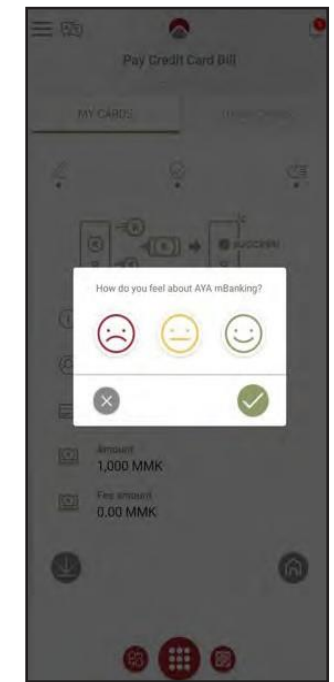 Pay Credit Card Bill
MY CARDS
SUCCESS
How do you feel about AYA mBanking?
Amount
1,000 MMK
Fee amount
0.00 MMK